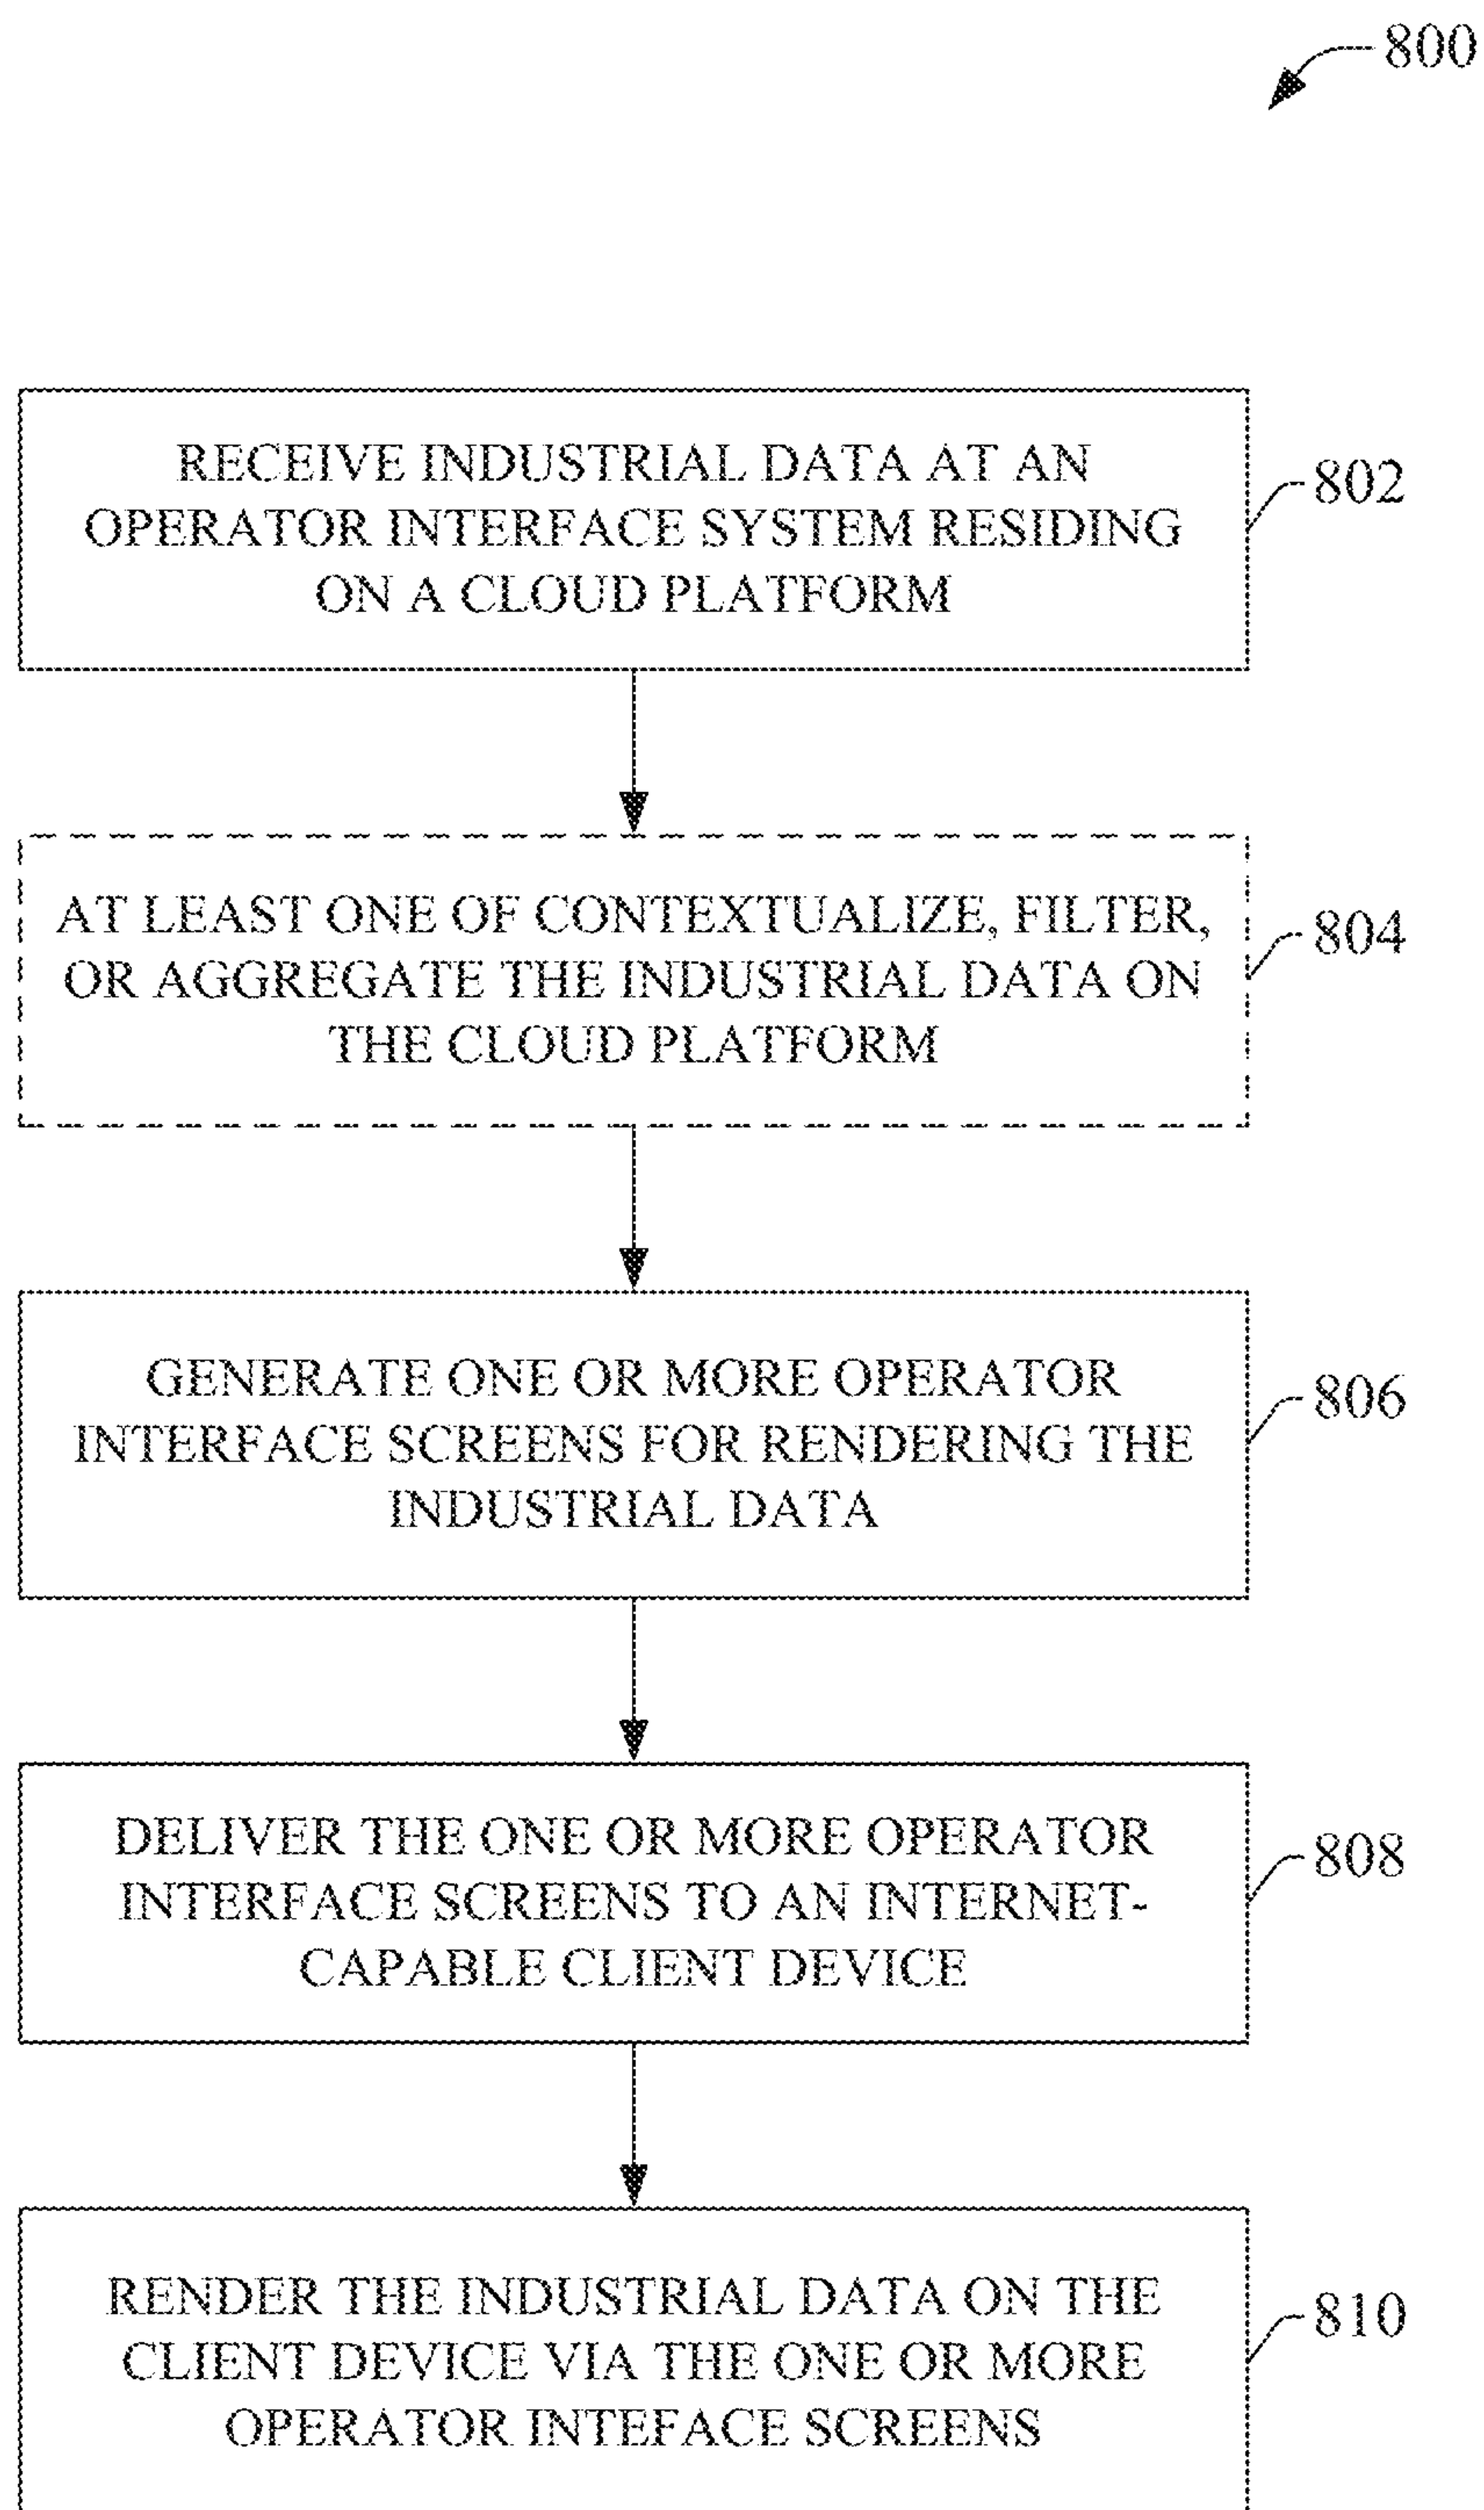 800
RECEIVE INDUSTRIAL DATA AT AN
OPERATOR INTERFACE SYSTEM RESIDING
ON A CLOUD PLATFORM
802
AT LEAST ONE OF CONTEXTUALIZE, FILTER,
OR AGGREGATE THE INDUSTRIAL DATA ON
THE CLOUD PLATFORM
804
GENERATE ONE OR MORE OPERATOR
INTERFACE SCREENS FOR RENDERING THE
INDUSTRIAL DATA
806
DELIVER THE ONE OR MORE OPERATOR
INTERFACE SCREENS TO AN INTERNET-
CAPABLE CLIENT DEVICE
808
RENDER THE INDUSTRIAL DATA ON THE
CLIENT DEVICE VIA THE ONE OR MORE
OPERATOR INTEFACE SCREENS
810